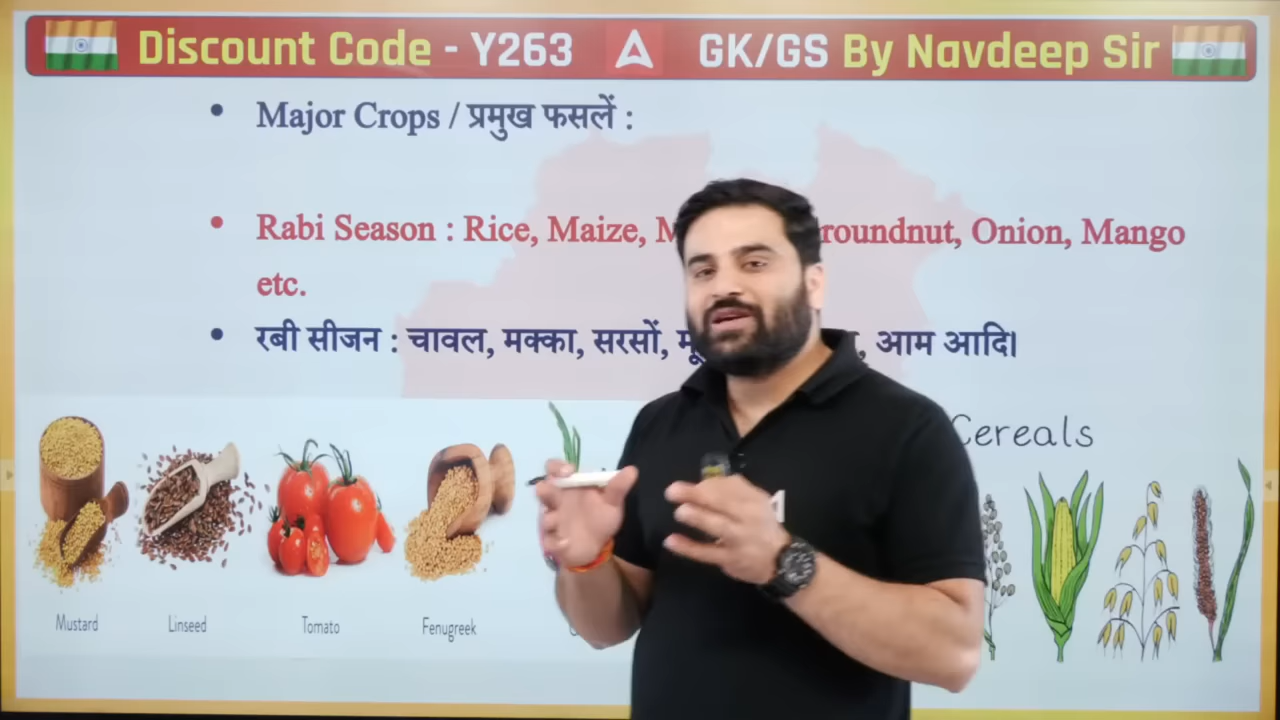 Discount Code - Y263 GK/GS By Navdeep Sir
Major Crops / प्रमुख फसलें :
Rabi Season : Rice, Maize, roundnut, Onion, Mango
etc.
रबी सीजन : चावल, मक्का, सरसों, , आम आदि।
Cereals
Mustard Linseed Tomato Fenugreek